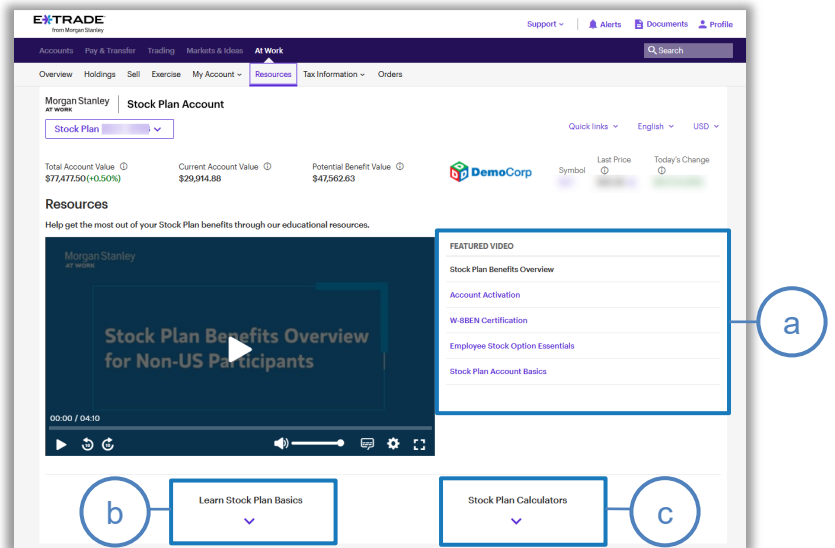 E*TRADE
from Morgan Stanley
Support
Alerts
Documents
Profile
Accounts Pay & Transfer Trading Markets & Ideas At Work
Search
Overview Holdings Sell Exercise My Account Resources Tax Information Orders
Morgan Stanley
AT WORK
Stock Plan Account
Stock Plan
Quick links English USD
Total Account Value Current Account Value Potential Benefit Value
$77,477.50(+0.50%) $29,914.88 $47,562.63
DemoCorp
Symbol Last Price Today's Change
Resources
Help get the most out of your Stock Plan benefits through our educational resources.
Morgan Stanley
AT WORK
Stock Plan Benefits Overview
for Non-US Participants
00:00 / 04:10
10 10
FEATURED VIDEO
Stock Plan Benefits Overview
Account Activation
W-8BEN Certification
Employee Stock Option Essentials
Stock Plan Account Basics
a
b
Learn Stock Plan Basics
Stock Plan Calculators
c